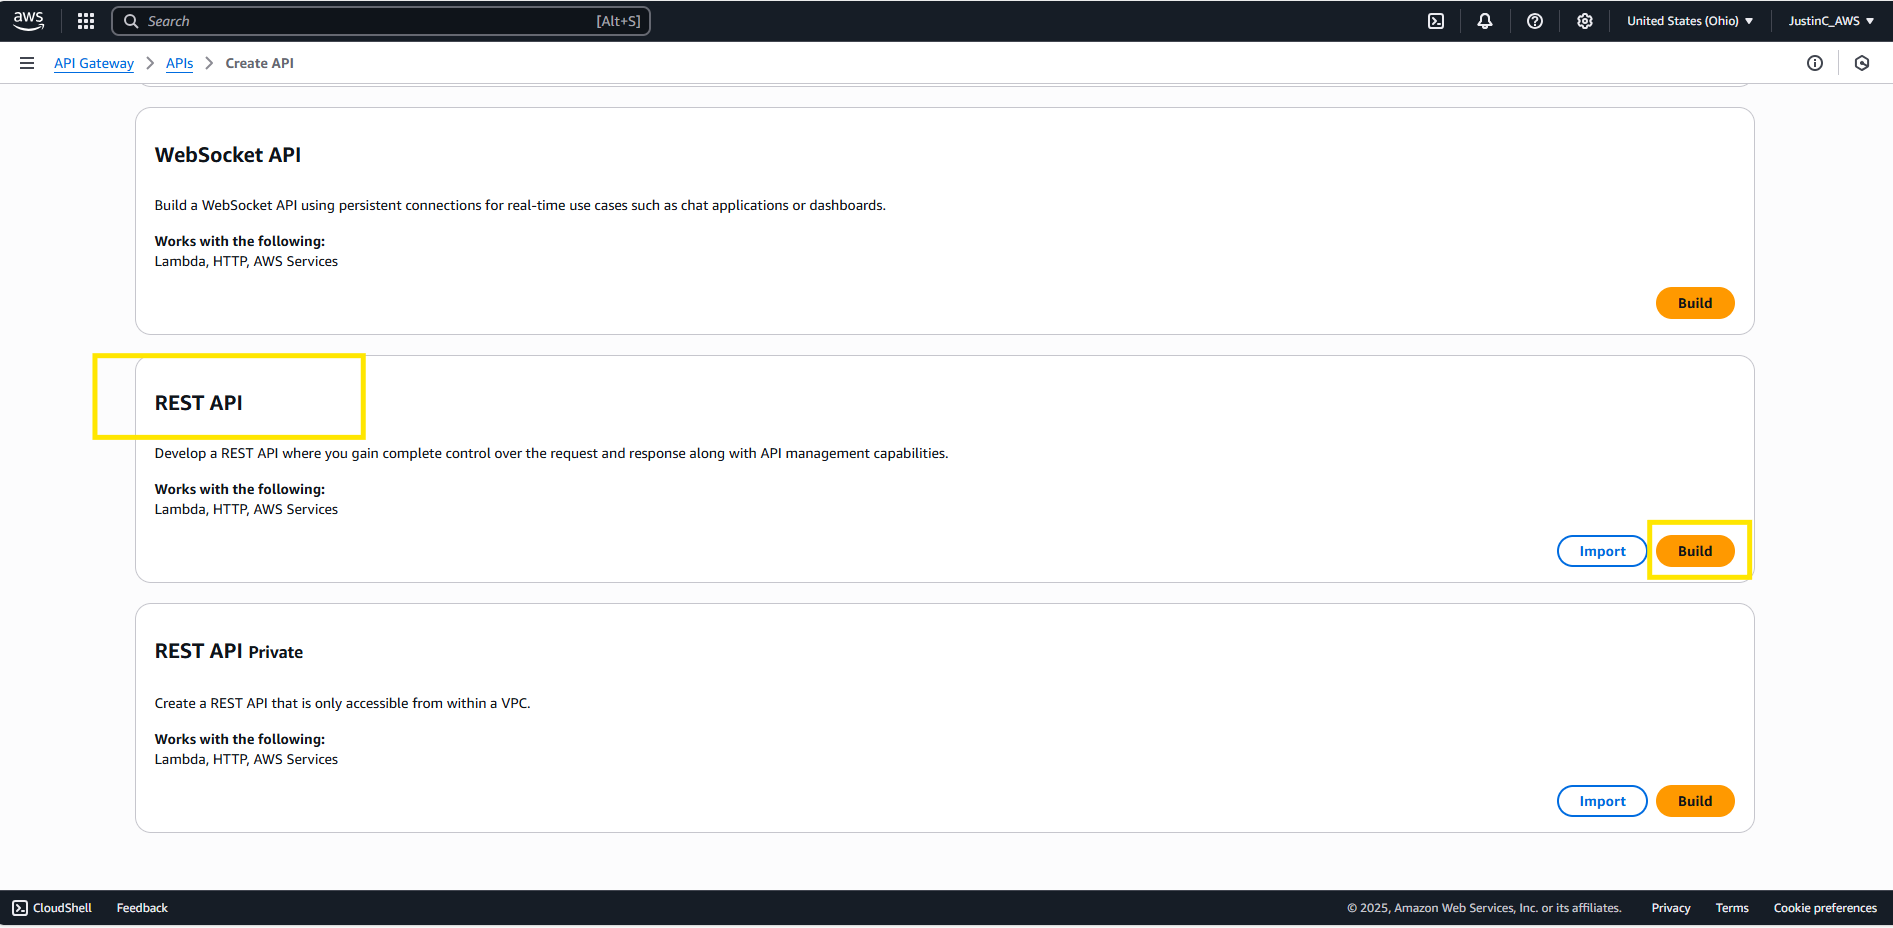 aws
Search [Alt+S]
United States (Ohio)
JustinC_AWS
API Gateway
APIs
Create API
WebSocket API
Build a WebSocket API using persistent connections for real-time use cases such as chat applications or dashboards.
Works with the following:
Lambda, HTTP, AWS Services
Build
REST API
Develop a REST API where you gain complete control over the request and response along with API management capabilities.
Works with the following:
Lambda, HTTP, AWS Services
Import
Build
REST API Private
Create a REST API that is only accessible from within a VPC.
Works with the following:
Lambda, HTTP, AWS Services
Import
Build
CloudShell
Feedback
© 2025, Amazon Web Services, Inc. or its affiliates.
Privacy
Terms
Cookie preferences